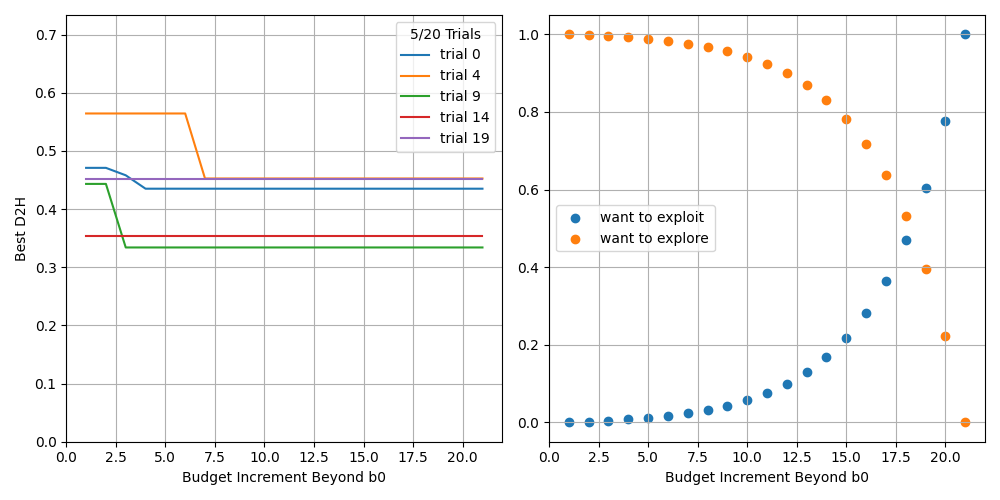 5/20 Trials
trial 0
trial 4
trial 9
trial 14
trial 19
0.7
0.6
0.5
0.4
0.3
0.2
0.1
0.0
Best D2H
0.0 2.5 5.0 7.5 10.0 12.5 15.0 17.5 20.0
Budget Increment Beyond b0
1.0
0.8
0.6
0.4
0.2
0.0
want to exploit
want to explore
0.0 2.5 5.0 7.5 10.0 12.5 15.0 17.5 20.0
Budget Increment Beyond b0